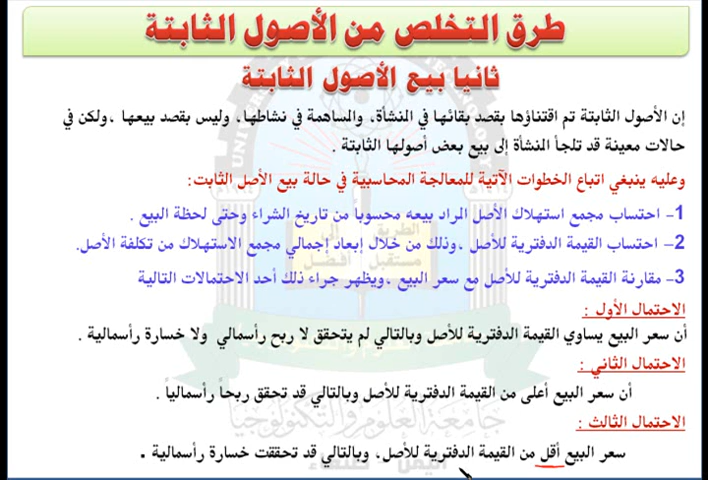 طرق التخلص من الأصول الثابتة
ثانيا بيع الأصول الثابتة
إن الأصول الثابتة تم اقتناؤها بقصد بقائها في المنشأة، والمساهمة في نشاطها، وليس بقصد بيعها ،ولكن في
حالات معينة قد تلجأ المنشأة إلى بيع بعض أصولها الثابتة .
وعليه ينبغي اتباع الخطوات الآتية للمعالجة المحاسبية في حالة بيع الأصل الثابت:
1- احتساب مجمع استهلاك الأصل المراد بيعه محسوبا من تاريخ الشراء وحتى لحظة البيع .
2- احتساب القيمة الدفترية للأصل ،وذلك من خلال إبعاد إجمالي مجمع الاستهلاك من تكلفة الأصل.
3- مقارنة القيمة الدفترية للأصل مع سعر البيع ،ويظهر جراء ذلك أحد الاحتمالات التالية
الاحتمال الأول :
أن سعر البيع يساوي القيمة الدفترية للأصل وبالتالي لم يتحقق لا ربح رأسمالي ولا خسارة رأسمالية .
الاحتمال الثاني :
أن سعر البيع أعلى من القيمة الدفترية للأصل وبالتالي قد تحقق ربحاً رأسمالياً .
الاحتمال الثالث :
سعر البيع أقل من القيمة الدفترية للأصل، وبالتالي قد تحققت خسارة رأسمالية .
الطريق إلى
مستقبل أفضل
جامعة العلوم والتكنولوجيا